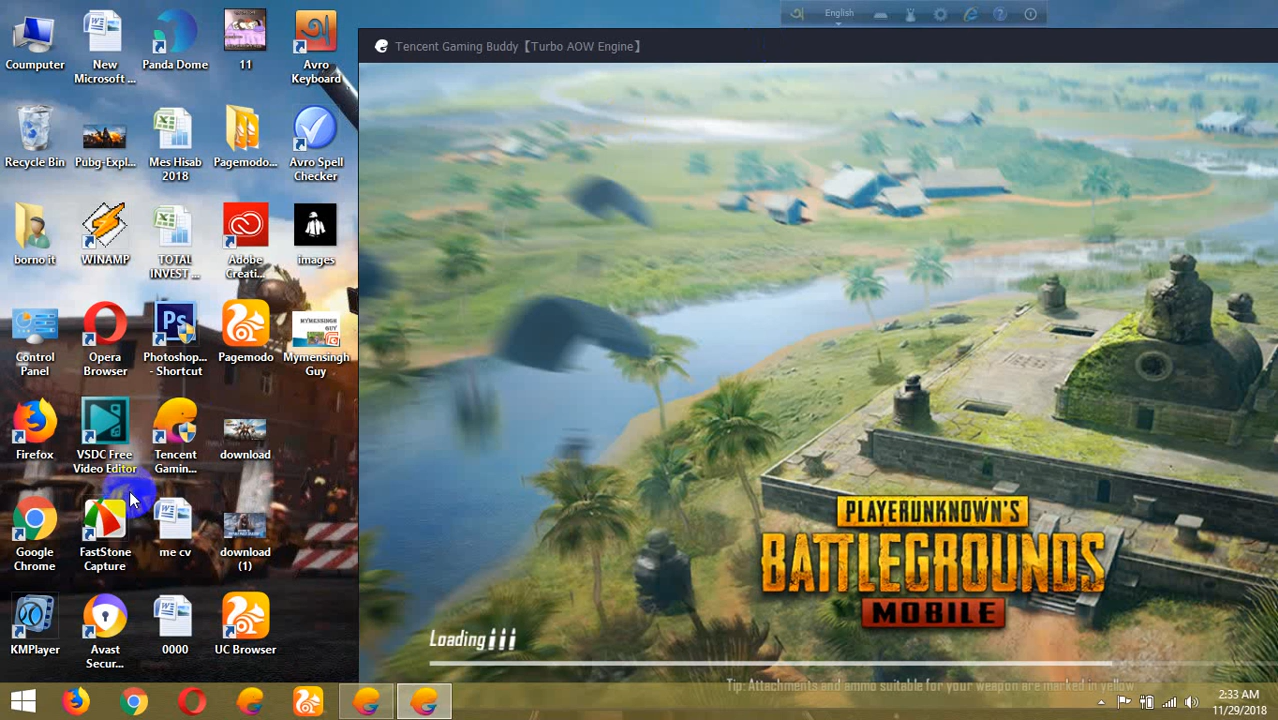 English
Tencent Gaming Buddy【Turbo AOW Engine】
Coumputer
New
Microsoft ...
Panda Dome
11
Avro
Keyboard
Recycle Bin
Pubg-Expl...
Mes Hisab
2018
Pagemodo...
Avro Spell
Checker
borno it
WINAMP
TOTAL
INVEST ...
Adobe
Creati...
images
Control
Panel
Opera
Browser
Ps
Photoshop...
- Shortcut
Pagemodo
MYMENSINGH
GUY
Mymensingh
Guy
Firefox
VSDC Free
Video Editor
Tencent
Gamin...
download
Google
Chrome
FastStone
Capture
me cv
download
(1)
KMPlayer
Avast
Secur...
0000
UC Browser
PLAYERUNKNOWN'S
BATTLEGROUNDS
MOBILE
Loading
Tip: Attachments and ammo suitable for your weapon are marked in yellow
2:33 AM
11/29/2018